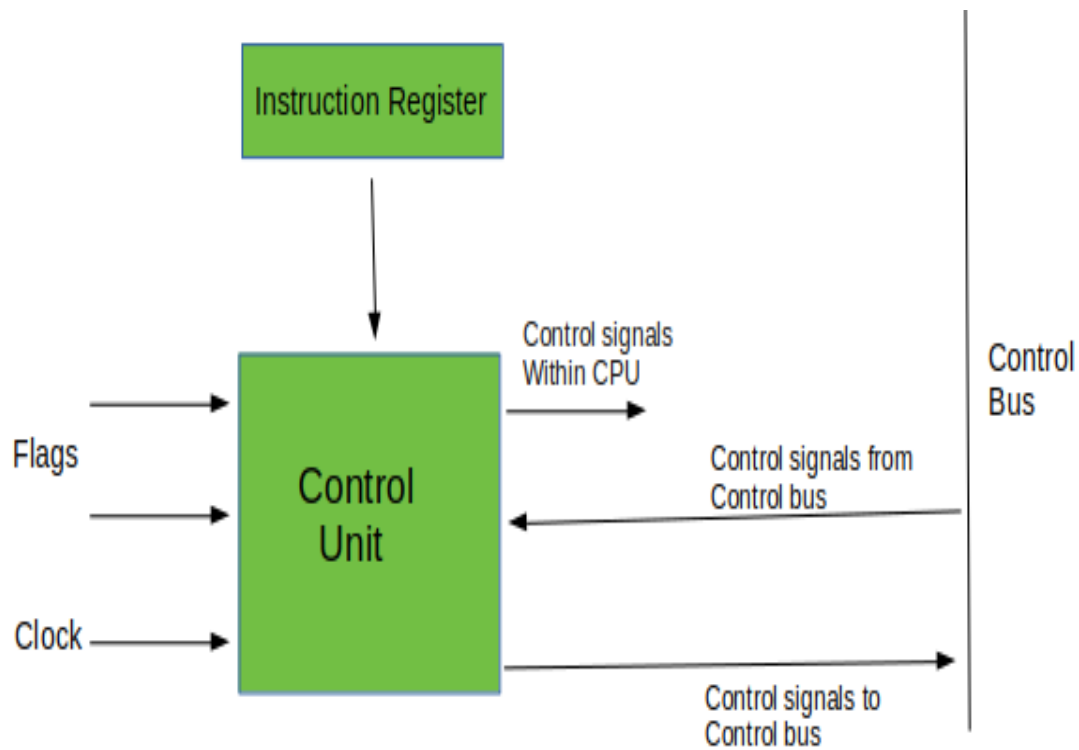 Instruction Register
Control signals
Within CPU
Control
Bus
Flags
Control
Unit
Control signals from
Control bus
Clock
Control signals to
Control bus